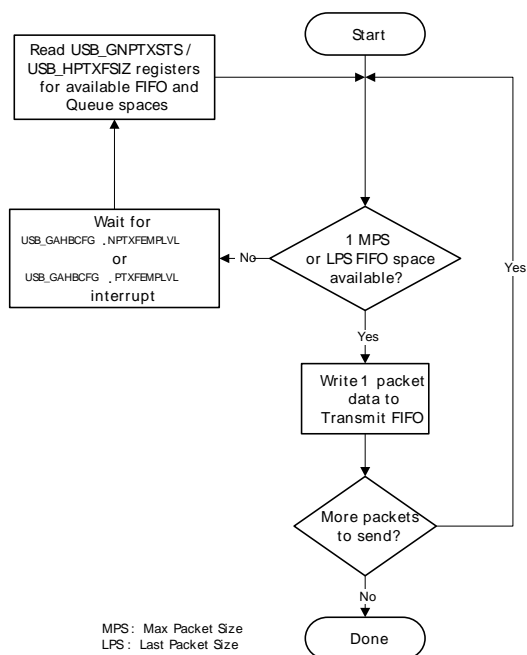 Start
Read USB_GNPTXSTS /
USB_HPTXFSIZ registers
for available FIFO and
Queue spaces
Wait for
USB_GAHBCFG . NPTXFEMPLVL
or
USB_GAHBCFG . PTXFEMPLVL
interrupt
No
1 MPS
or LPS FIFO space
available?
Yes
Yes
Write 1 packet
data to
Transmit FIFO
More packets
to send?
No
MPS : Max Packet Size
LPS : Last Packet Size
Done